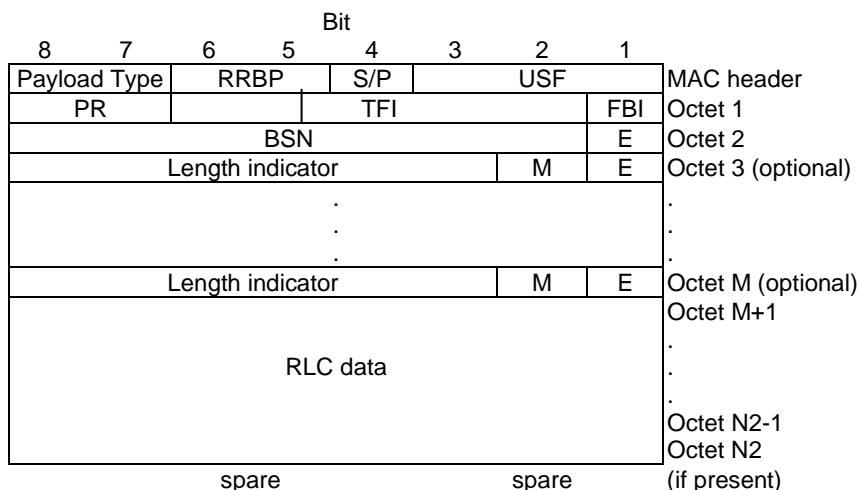 Bit
8 7 6 5 4 3 2 1
Payload Type RRBP S/P USF MAC header
PR TFI FBI Octet 1
BSN E Octet 2
Length indicator M E Octet 3 (optional)
. .
. .
. .
Length indicator M E Octet M (optional)
Octet M+1
.
RLC data .
.
Octet N2-1
Octet N2
spare spare (if present)